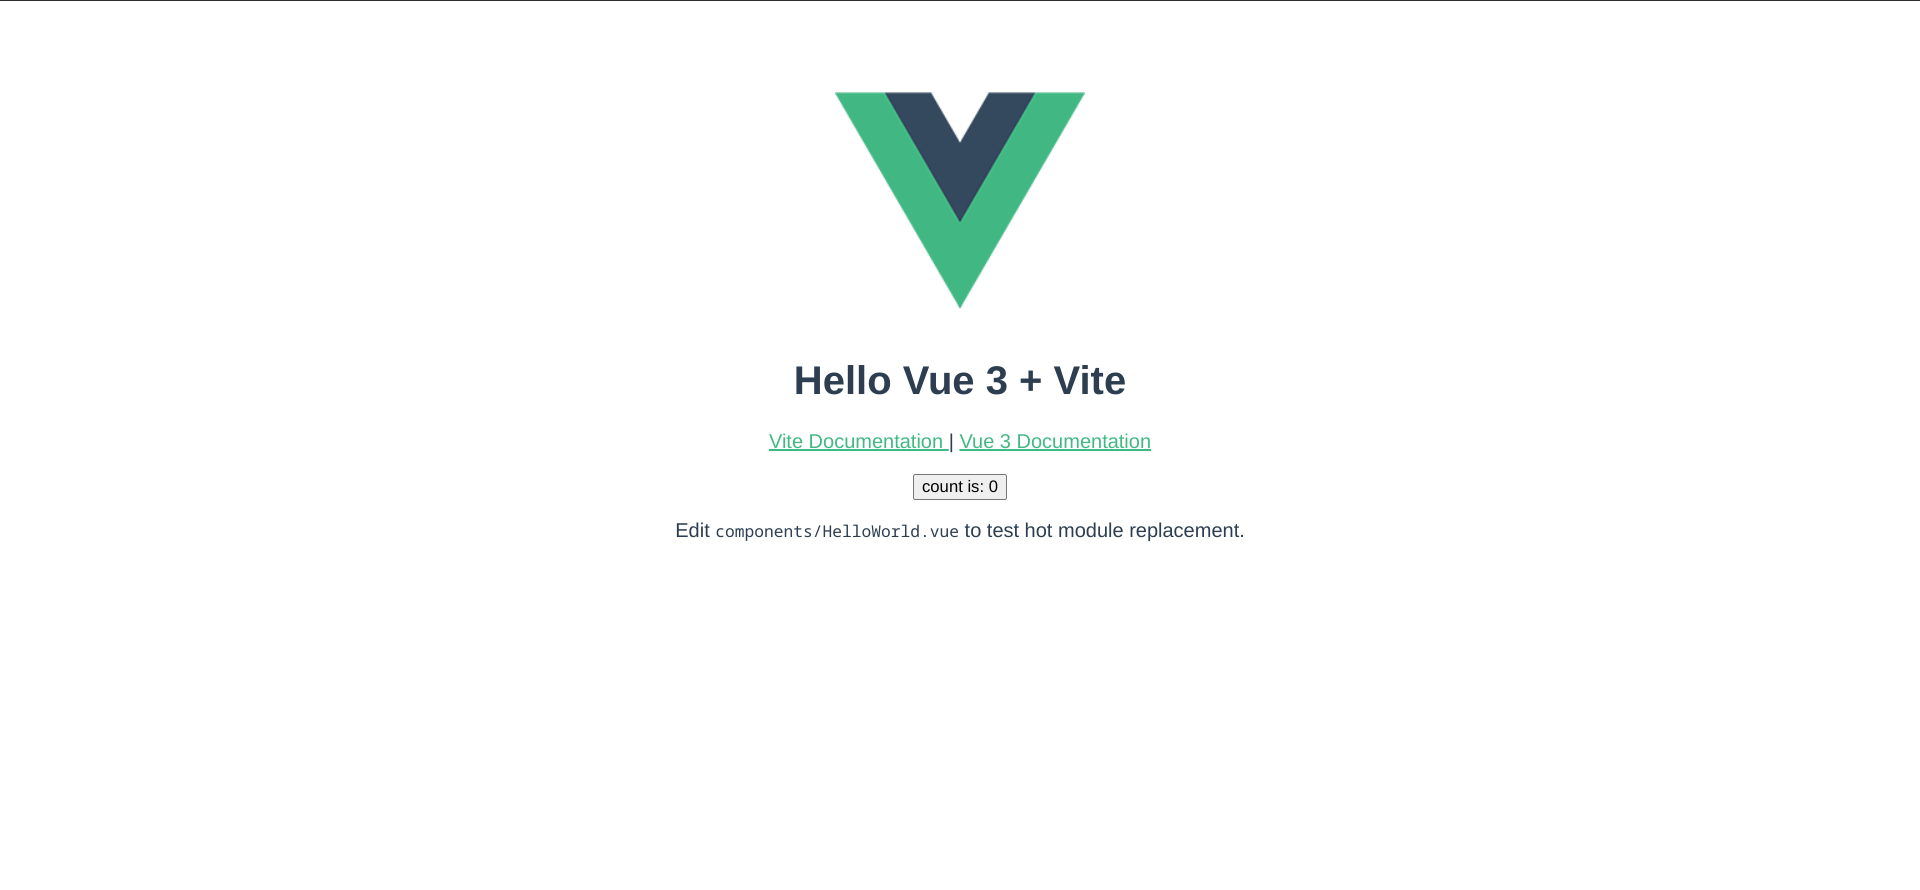 Hello Vue 3 + Vite
Vite Documentation | Vue 3 Documentation
count is: 0
Edit components/HelloWorld.vue to test hot module replacement.